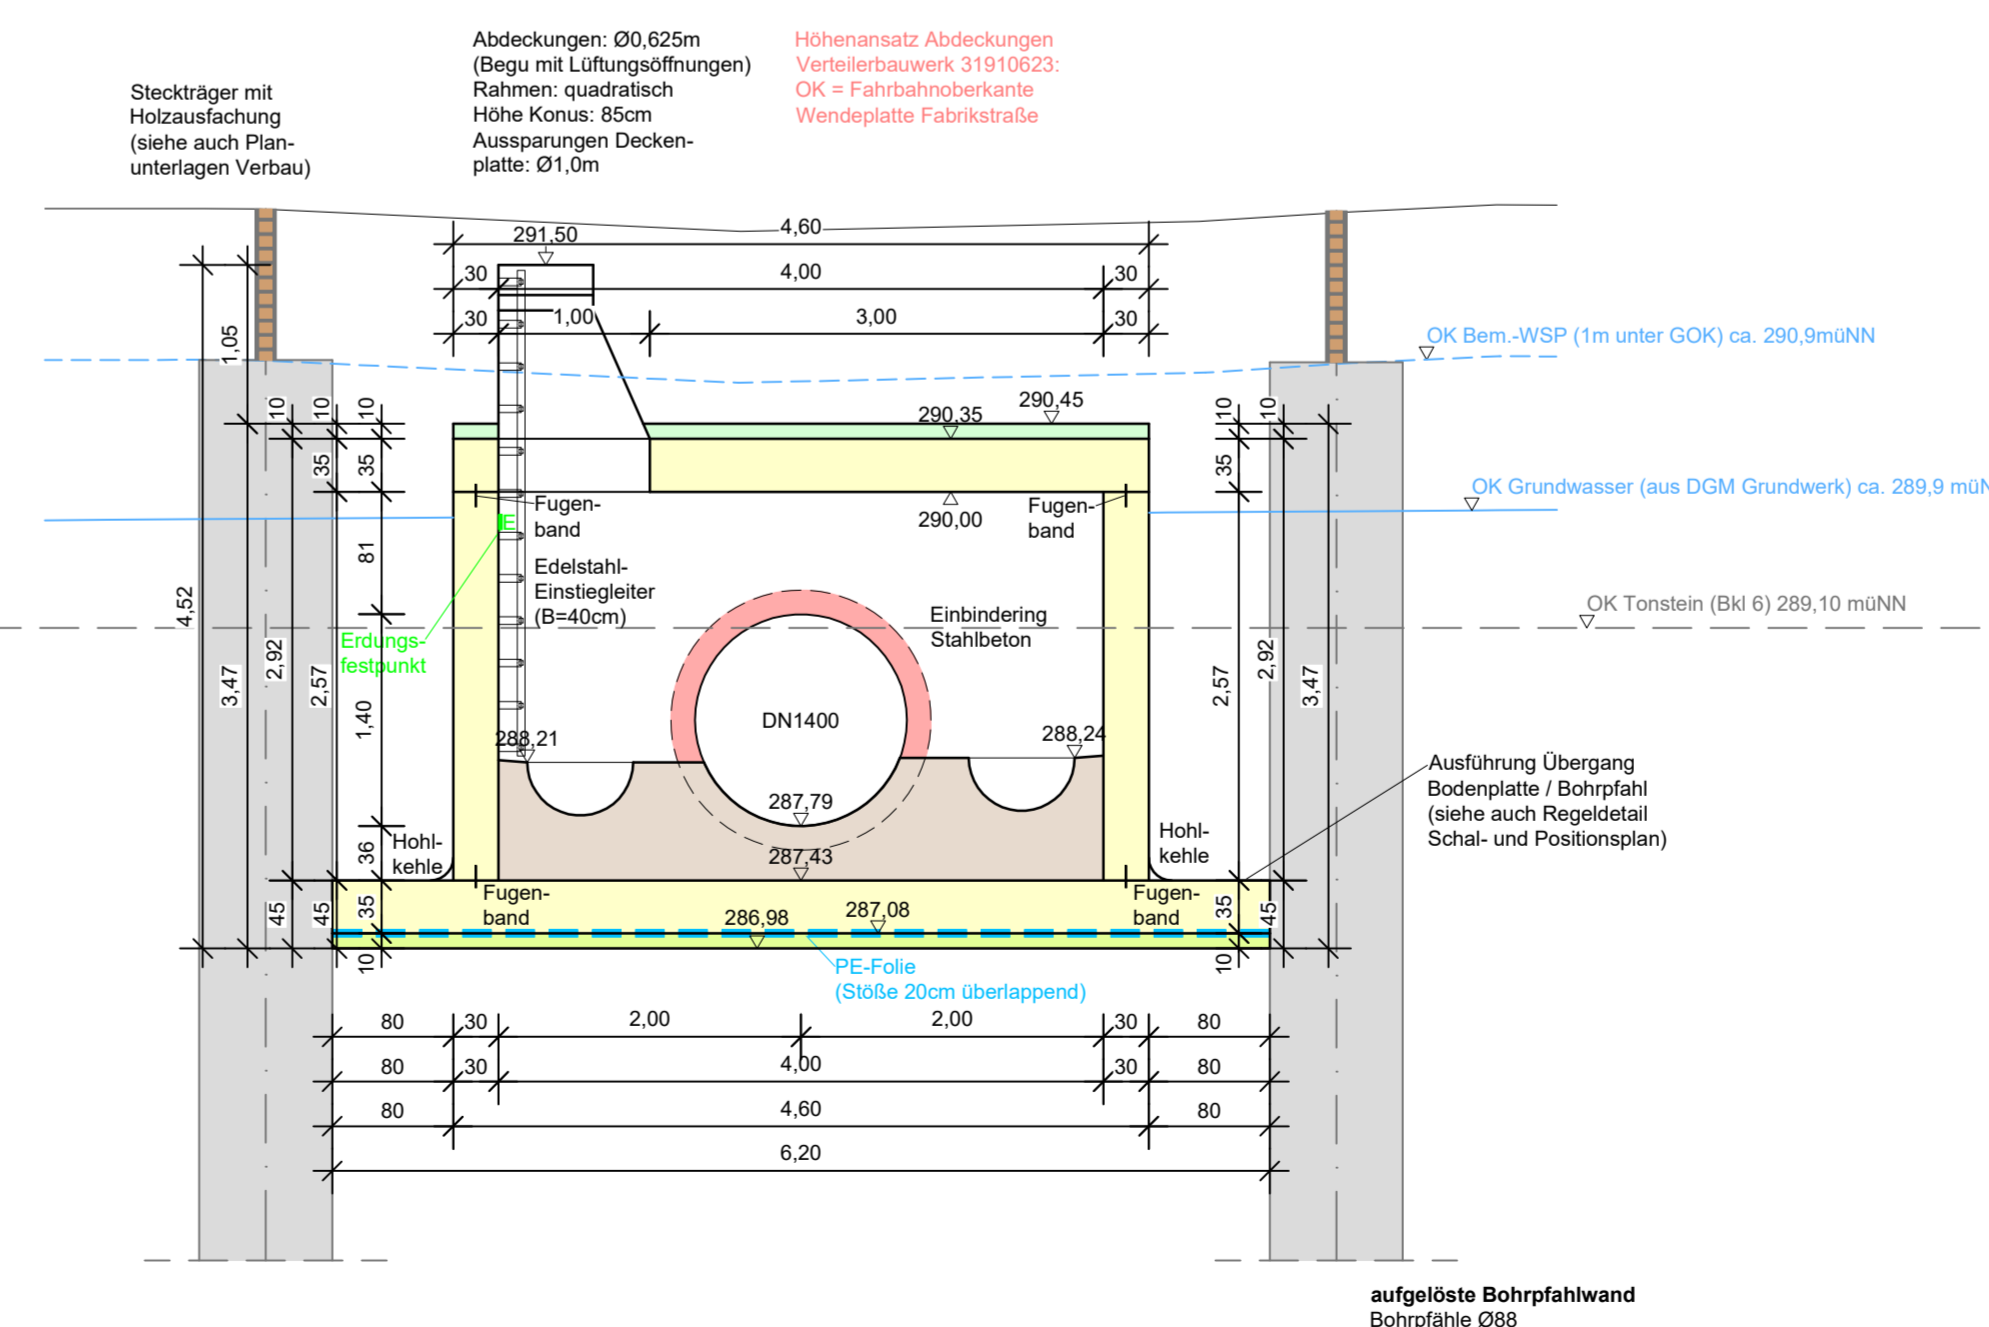 Abdeckungen: Ø0,625m
(Begu mit Lüftungsöffnungen)
Rahmen: quadratisch
Höhe Konus: 85cm
Aussparungen Decken-
platte: Ø1,0m
Höhenansatz Abdeckungen
Verteilerbauwerk 31910623:
OK = Fahrbahnoberkante
Wendeplatte Fabrikstraße
Steckträger mit
Holzausfachung
(siehe auch Plan-
unterlagen Verbau)
4,60
291,50
30
4,00
30
30
1,00
3,00
30
1,05
OK Bem.-WSP (1m unter GOK) ca. 290,9müNN
10
10
10
290,35
290,45
10
10
35
35
35
OK Grundwasser (aus DGM Grundwerk) ca. 289,9
Fugen-
band
290,00
Fugen-
band
E
81
Edelstahl-
Einstiegleiter
(B=40cm)
Einbindering
Stahlbeton
4,52
OK Tonstein (Bkl 6) 289,10 müNN
Erdungs-
festpunkt
3,47
2,92
2,57
1,40
2,57
2,92
3,47
DN1400
288,21
288,24
Ausführung Übergang
Bodenplatte / Bohrpfahl
(siehe auch Regeldetail
Schal- und Positionsplan)
287,79
Hohl-
kehle
36
287,43
Hohl-
kehle
45
45
35
Fugen-
band
286,98
287,08
Fugen-
band
35
45
10
10
PE-Folie
(Stöße 20cm überlappend)
80
30
2,00
2,00
30
80
80
30
4,00
30
80
80
4,60
80
6,20
aufgelöste Bohrpfahlwand
Bohrpfähle Ø88